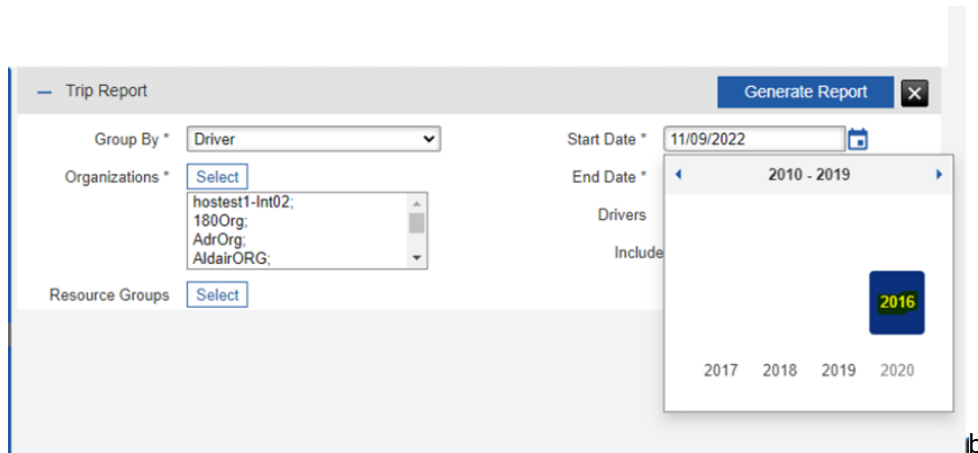 Trip Report
Generate Report
Group By *
Driver
Start Date *
11/09/2022
Organizations *
Select
End Date *
2010 - 2019
hostest1-Int02;
180Org;
AdrOrg;
AldairORG;
Drivers
Include
Resource Groups
Select
2016
2017 2018 2019 2020